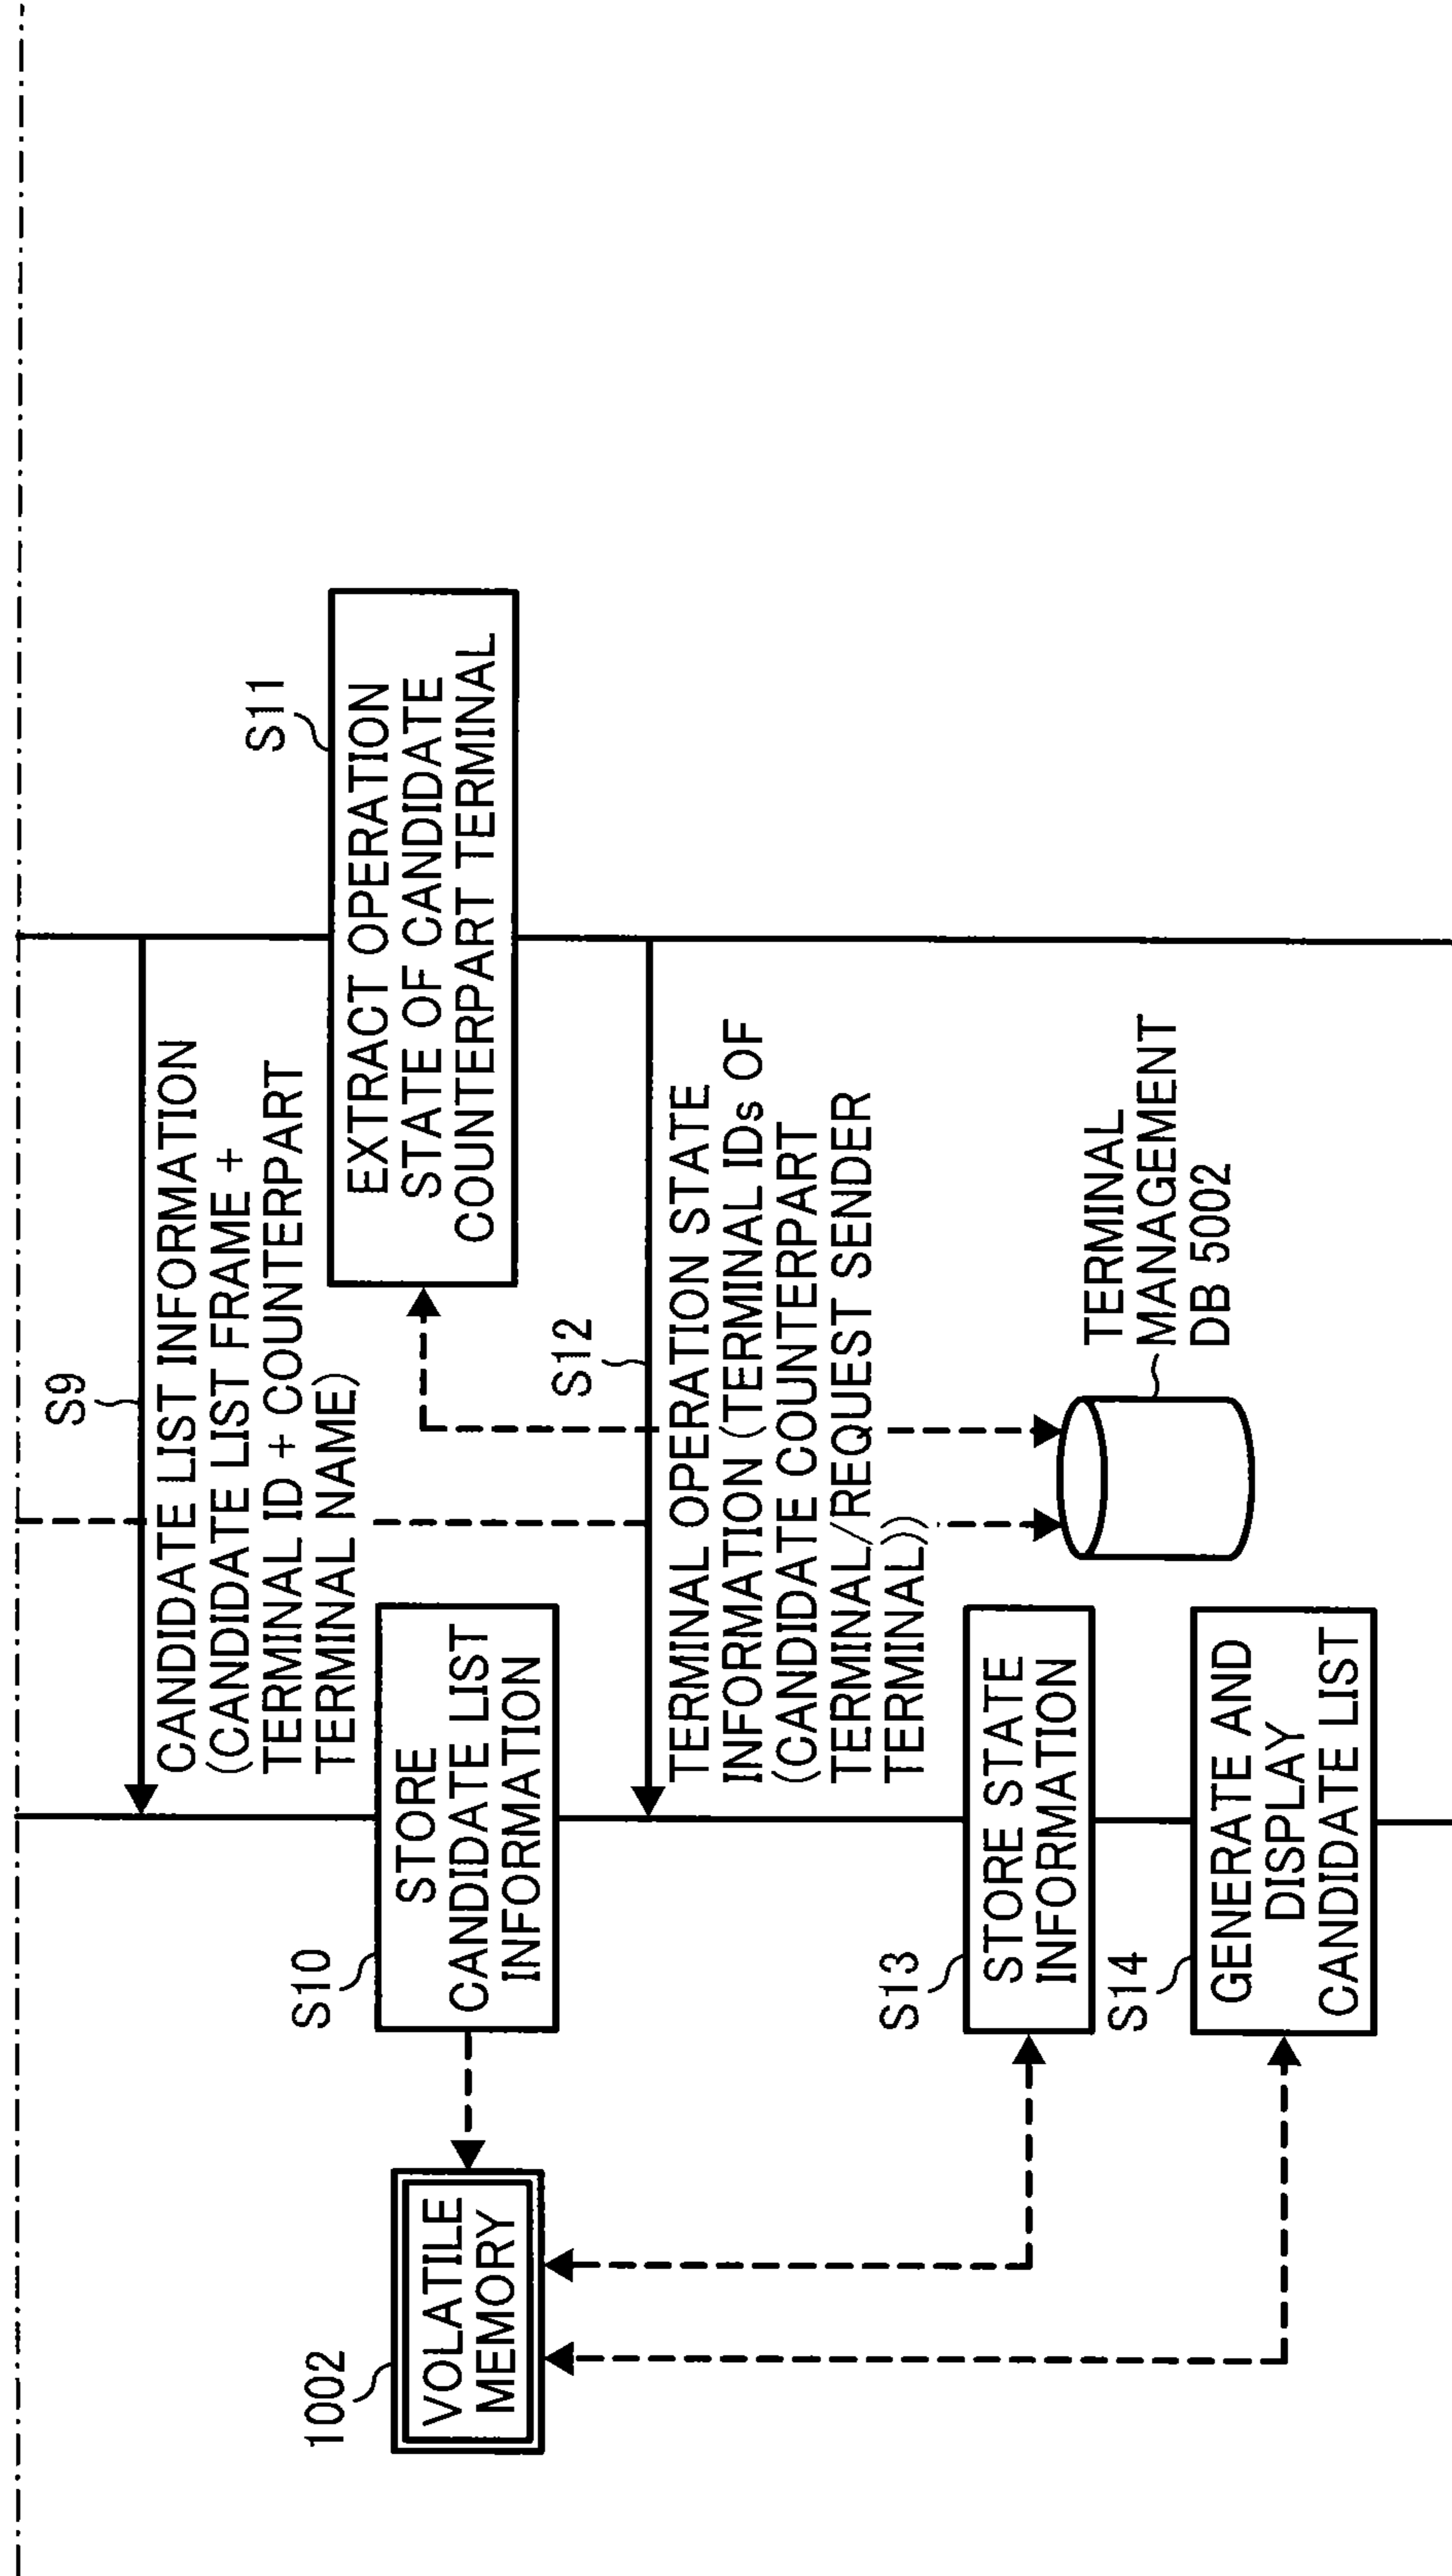 S9
CANDIDATE LIST INFORMATION
(CANDIDATE LIST FRAME +
TERMINAL ID + COUNTERPART
TERMINAL NAME)
S10
STORE
CANDIDATE LIST
INFORMATION
1002
VOLATILE
MEMORY
S11
EXTRACT OPERATION
STATE OF CANDIDATE
COUNTERPART TERMINAL
S12
TERMINAL OPERATION STATE
INFORMATION (TERMINAL IDs OF
(CANDIDATE COUNTERPART
TERMINAL/REQUEST SENDER
TERMINAL))
S13
STORE STATE
INFORMATION
TERMINAL
MANAGEMENT
DB 5002
S14
GENERATE AND
DISPLAY
CANDIDATE LIST